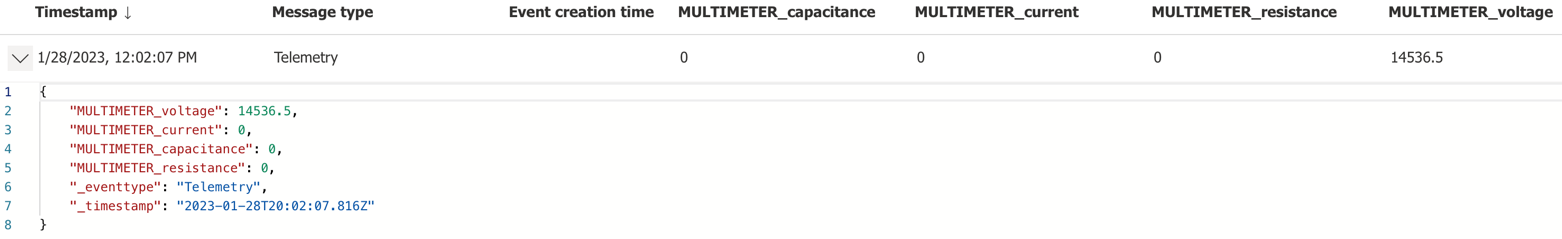 Timestamp ↓ Message type Event creation time MULTIMETER_capacitance MULTIMETER_current MULTIMETER_resistance MULTIMETER_voltage
1/28/2023, 12:02:07 PM Telemetry 0 0 0 14536.5
1 {
2 "MULTIMETER_voltage": 14536.5,
3 "MULTIMETER_current": 0,
4 "MULTIMETER_capacitance": 0,
5 "MULTIMETER_resistance": 0,
6 "_eventtype": "Telemetry",
7 "_timestamp": "2023-01-28T20:02:07.816Z"
8 }